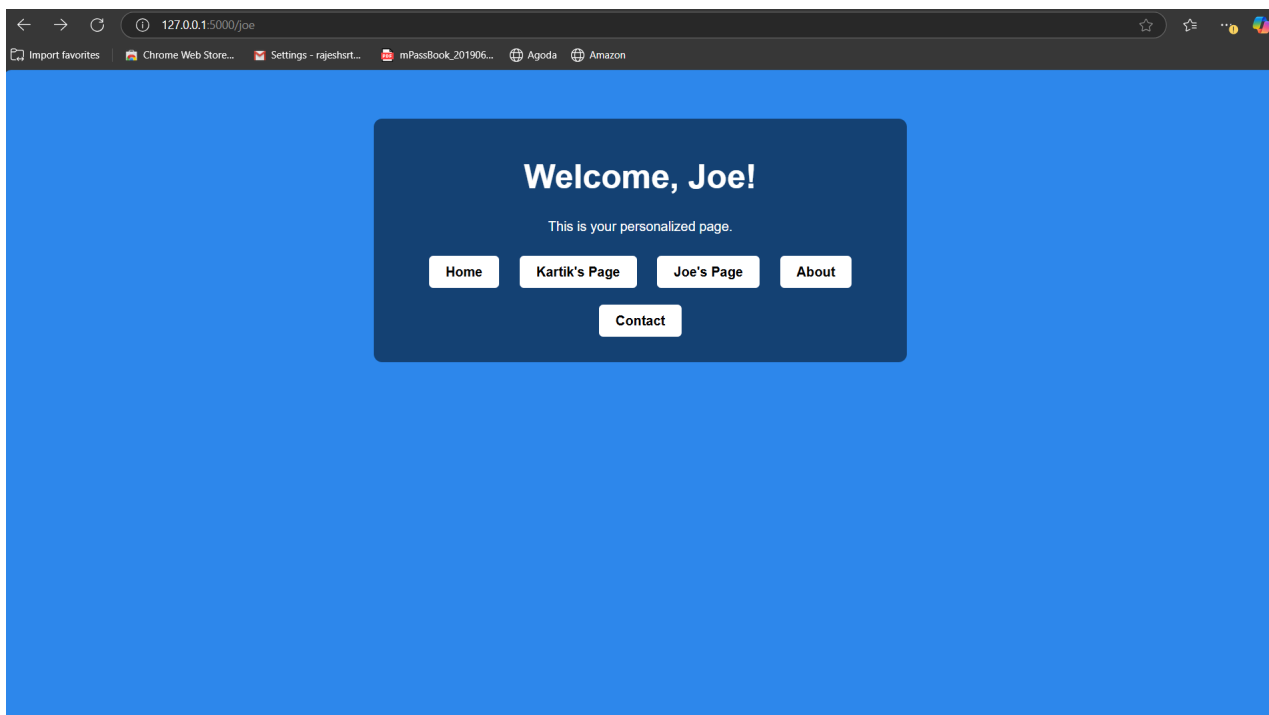 127.0.0.1:5000/joe
Import favorites Chrome Web Store... Settings - rajeshsrt... mPassBook_201906... Agoda Amazon
Welcome, Joe!
This is your personalized page.
Home Kartik's Page Joe's Page About
Contact